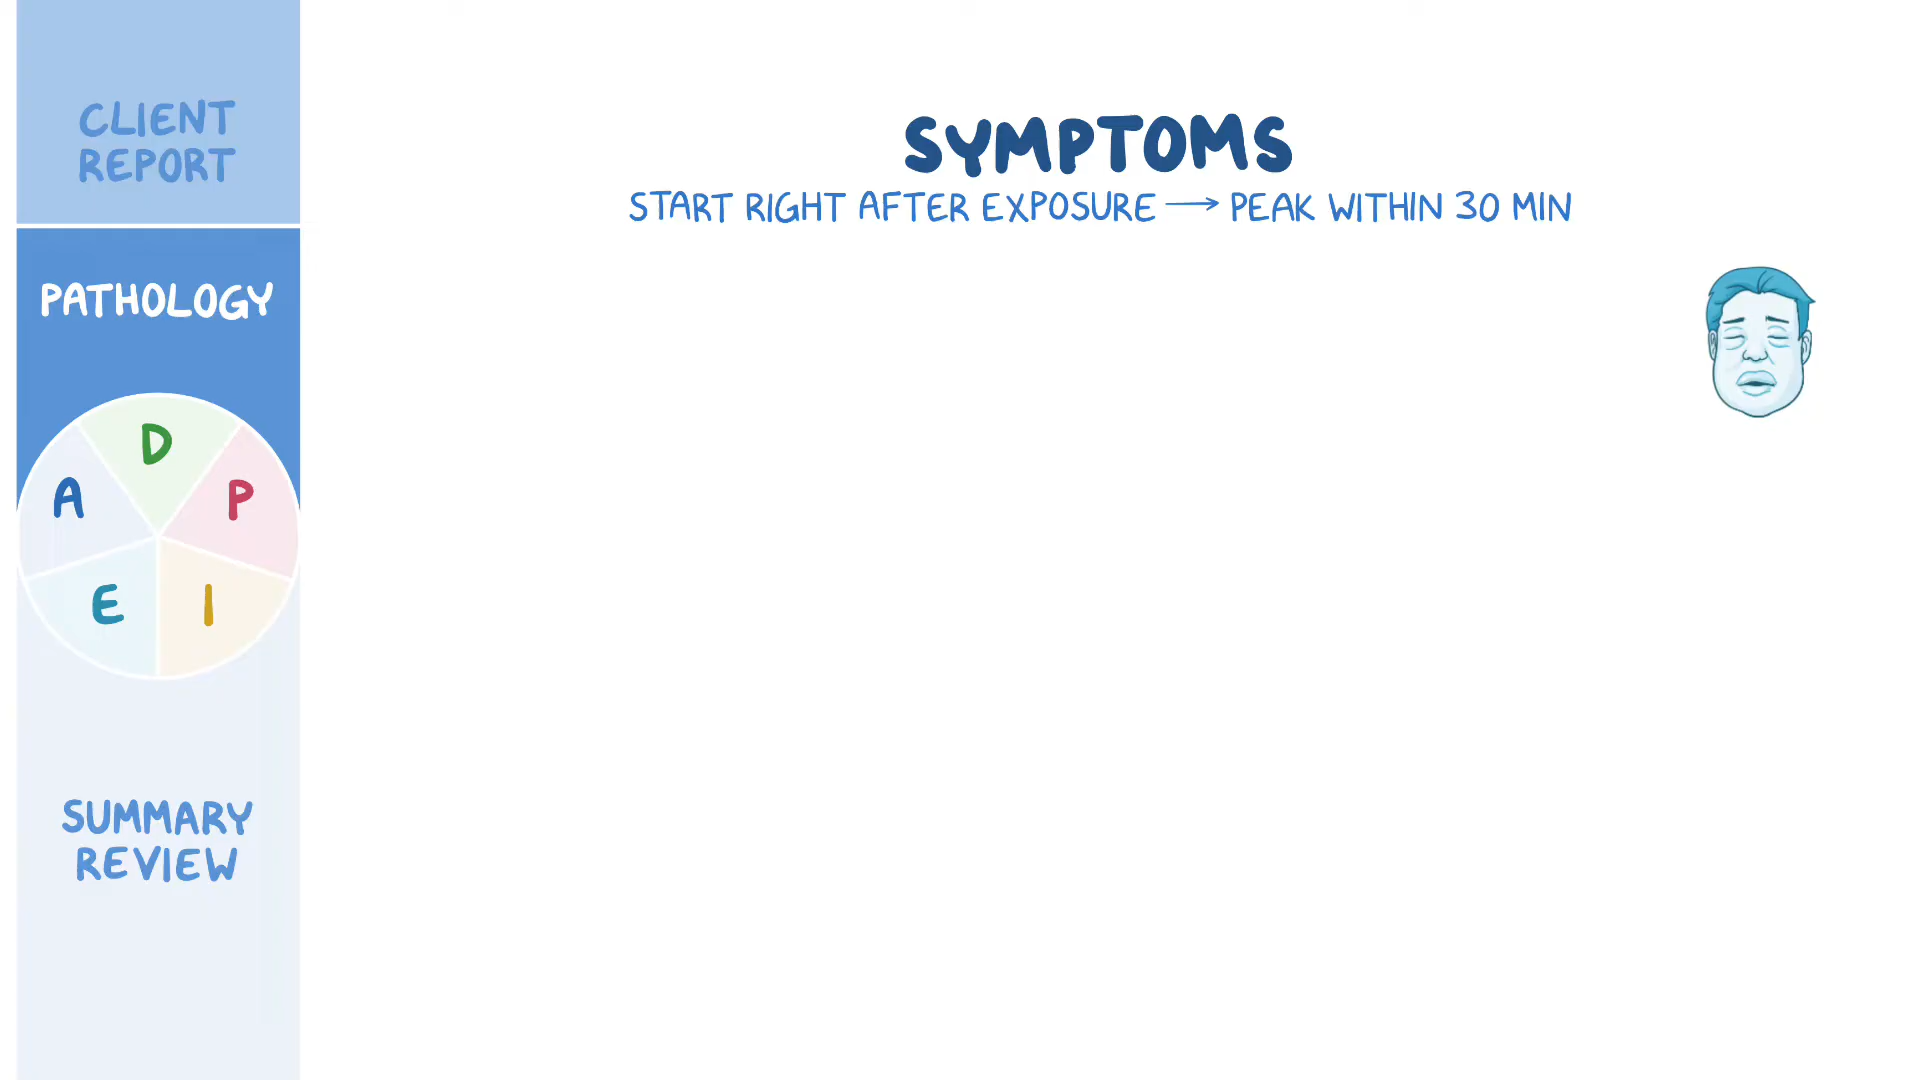 CLIENT
REPORT
PATHOLOGY
D
A
P
E
I
SUMMARY
REVIEW
SYMPTOMS
START RIGHT AFTER EXPOSURE → PEAK WITHIN 30 MIN